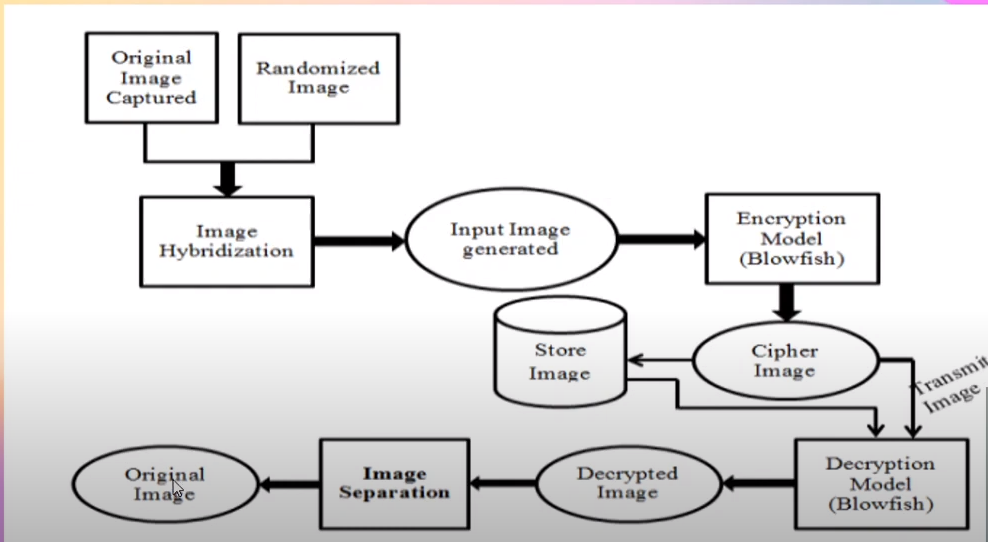 Original
Image
Captured
Randomized
Image
Image
Hybridization
Input Image
generated
Encryption
Model
(Blowfish)
Store
Image
Cipher
Image
Transmit
Image
Original
Image
Image
Separation
Decrypted
Image
Decryption
Model
(Blowfish)